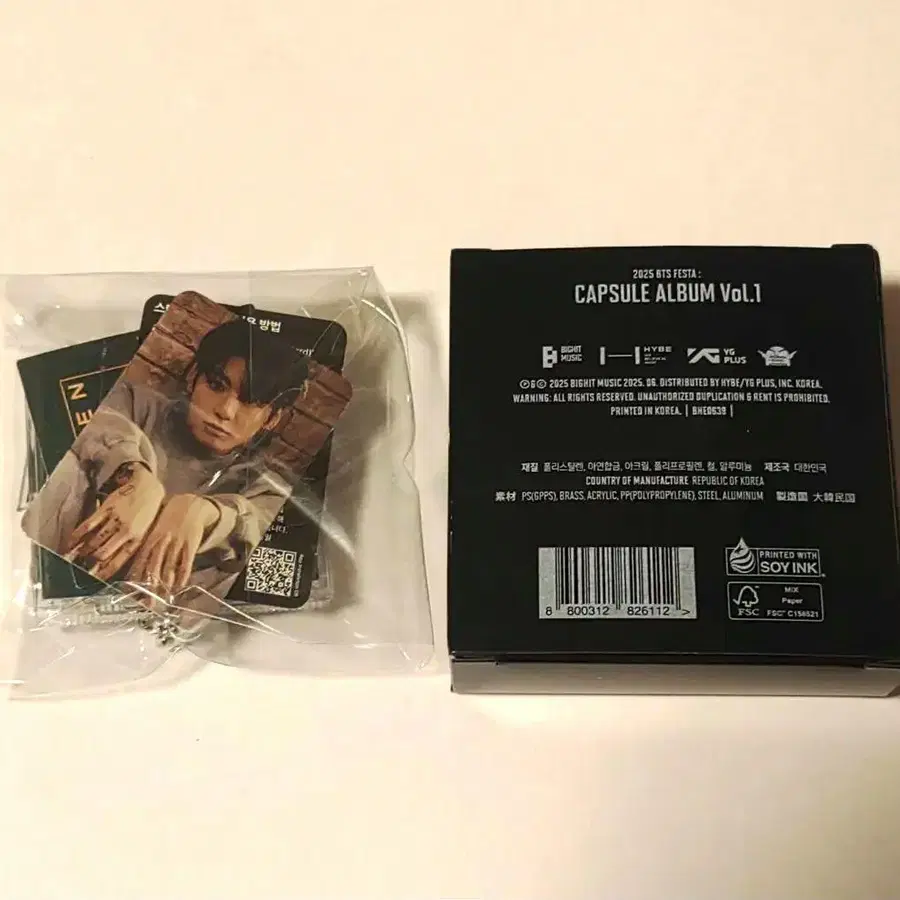 EN
방법
2025 BTS FESTA :
CAPSULE ALBUM Vol.1
BIGHIT MUSIC
HYBE
YG PLUS
℗&© 2025 BIGHIT MUSIC 2025. 06. DISTRIBUTED BY HYBE/YG PLUS, INC. KOREA.
WARNING: ALL RIGHTS RESERVED. UNAUTHORIZED DUPLICATION & RENT IS PROHIBITED.
PRINTED IN KOREA. | BHE0639 |
재질 폴리스틸렌, 아연합금, 아크릴, 폴리프로필렌, 철, 알루미늄 제조국 대한민국
COUNTRY OF MANUFACTURE REPUBLIC OF KOREA
素材 PS(GPPS), BRASS, ACRYLIC, PP(POLYPROPYLENE), STEEL, ALUMINUM 製造國 大韓民国
8 800312 826112 >
PRINTED WITH
SOY INK
FSC
MIX
Paper
FSC™ C156521